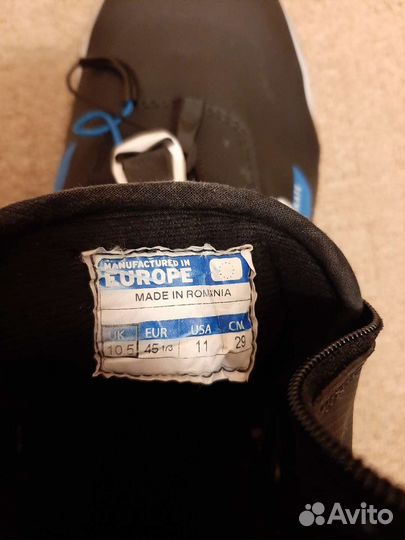 MANUFACTURED IN
EUROPE
MADE IN ROMANIA
UK EUR USA CM
10.5 45 1/3 11 29
Avito